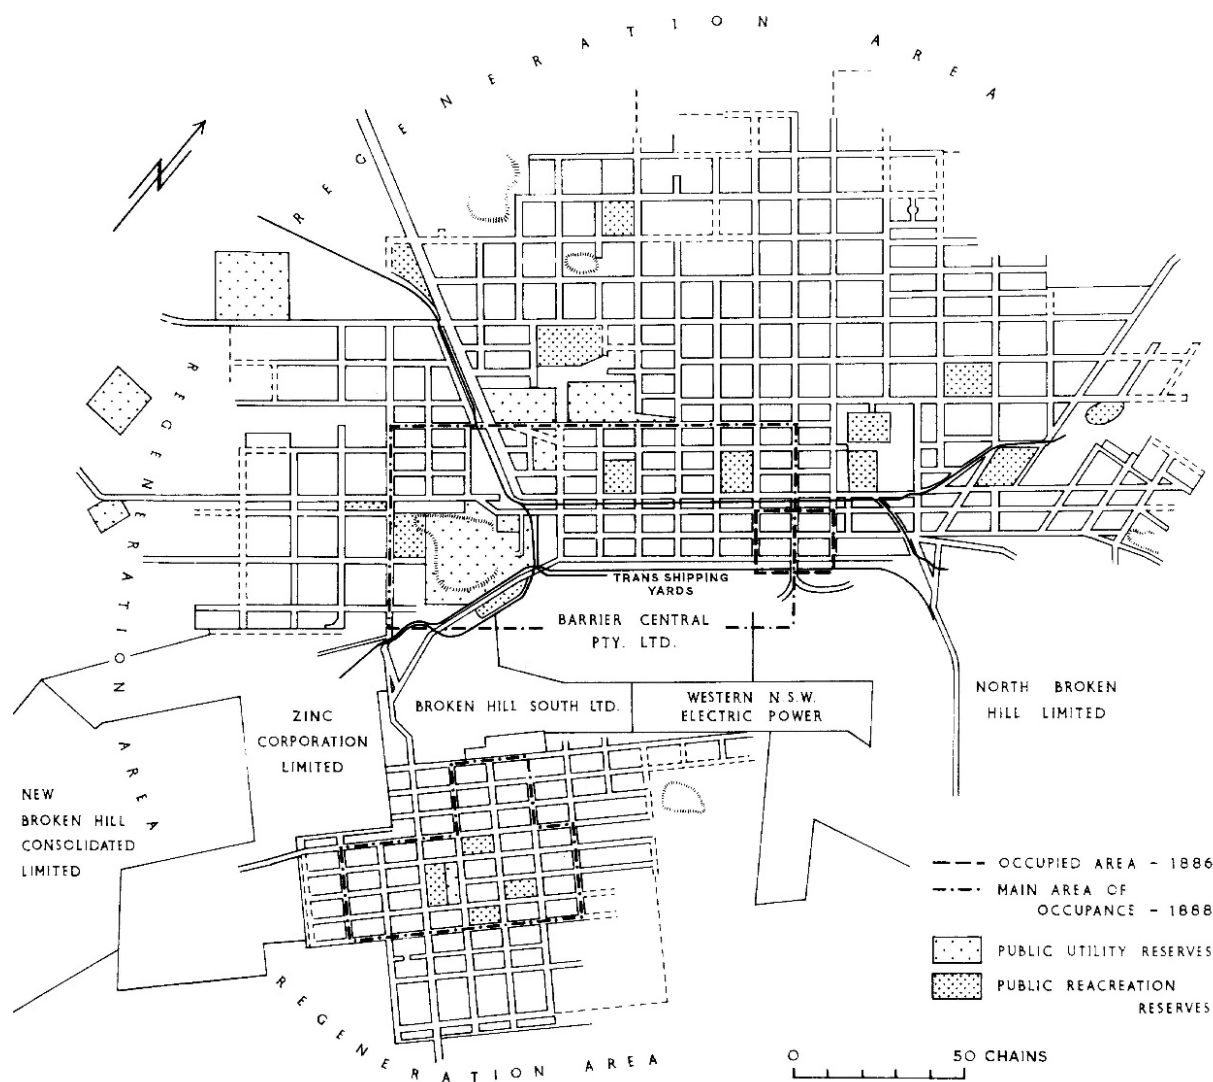 REGENERATION AREA
REGENERATION AREA
TRANS SHIPPING
YARDS
BARRIER CENTRAL
PTY. LTD.
BROKEN HILL SOUTH LTD.
WESTERN N.S.W.
ELECTRIC POWER
NORTH BROKEN
HILL LIMITED
ZINC
CORPORATION
LIMITED
NEW
BROKEN HILL
CONSOLIDATED
LIMITED
REGENERATION AREA
OCCUPIED AREA - 1886
MAIN AREA OF
OCCUPANCE - 1888
PUBLIC UTILITY RESERVES
PUBLIC REACREATION
RESERVES
0 50 CHAINS